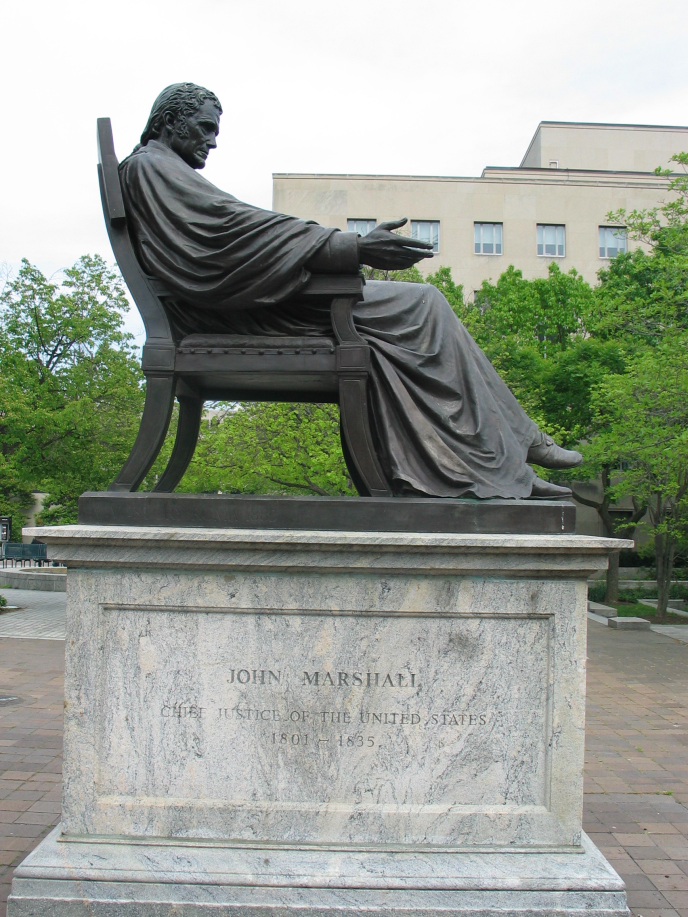 JOHN MARSHALL
CHIEF JUSTICE OF THE UNITED STATES
1801 – 1835